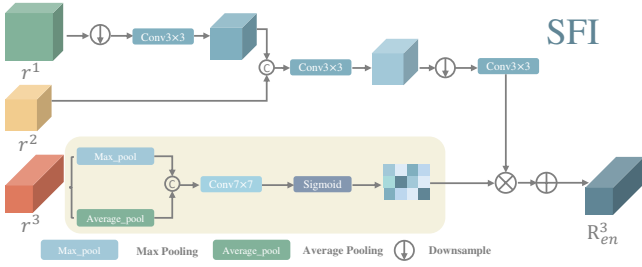 SFI
Conv3×3
r¹
C
Conv3×3
Conv3×3
r²
Max_pool
C
Conv7×7
Sigmoid
Average_pool
r³
R³en
Max_pool
Max Pooling
Average_pool
Average Pooling
Downsample